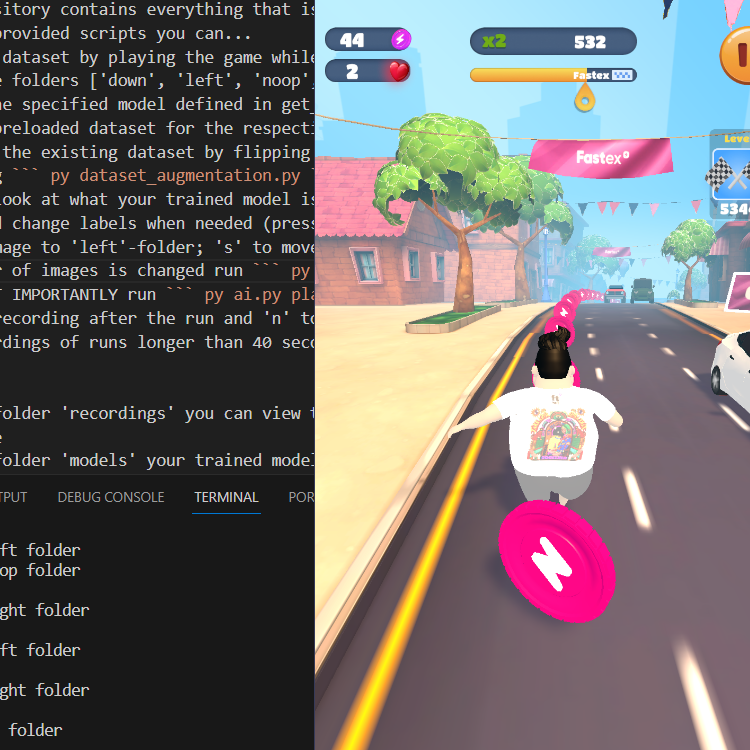 sitory contains everything that is
provided scripts you can...
dataset by playing the game while
e folders ['down', 'left', 'noop',
he specified model defined in get
preloaded dataset for the respecti
the existing dataset by flipping
g ``` py dataset_augmentation.py
look at what your trained model is
d change labels when needed (press
mage to 'left'-folder; 's' to move
r of images is changed run ``` py
T IMPORTANTLY run ``` py ai.py pla
recording after the run and 'n' to
rdings of runs longer than 40 seco
folder 'recordings' you can view t
e
folder 'models' your trained model
TPUT DEBUG CONSOLE TERMINAL POR
ft folder
op folder
ght folder
ft folder
ght folder
folder
44
2
x2 532
Fastex
Fastex
Leve
534
N